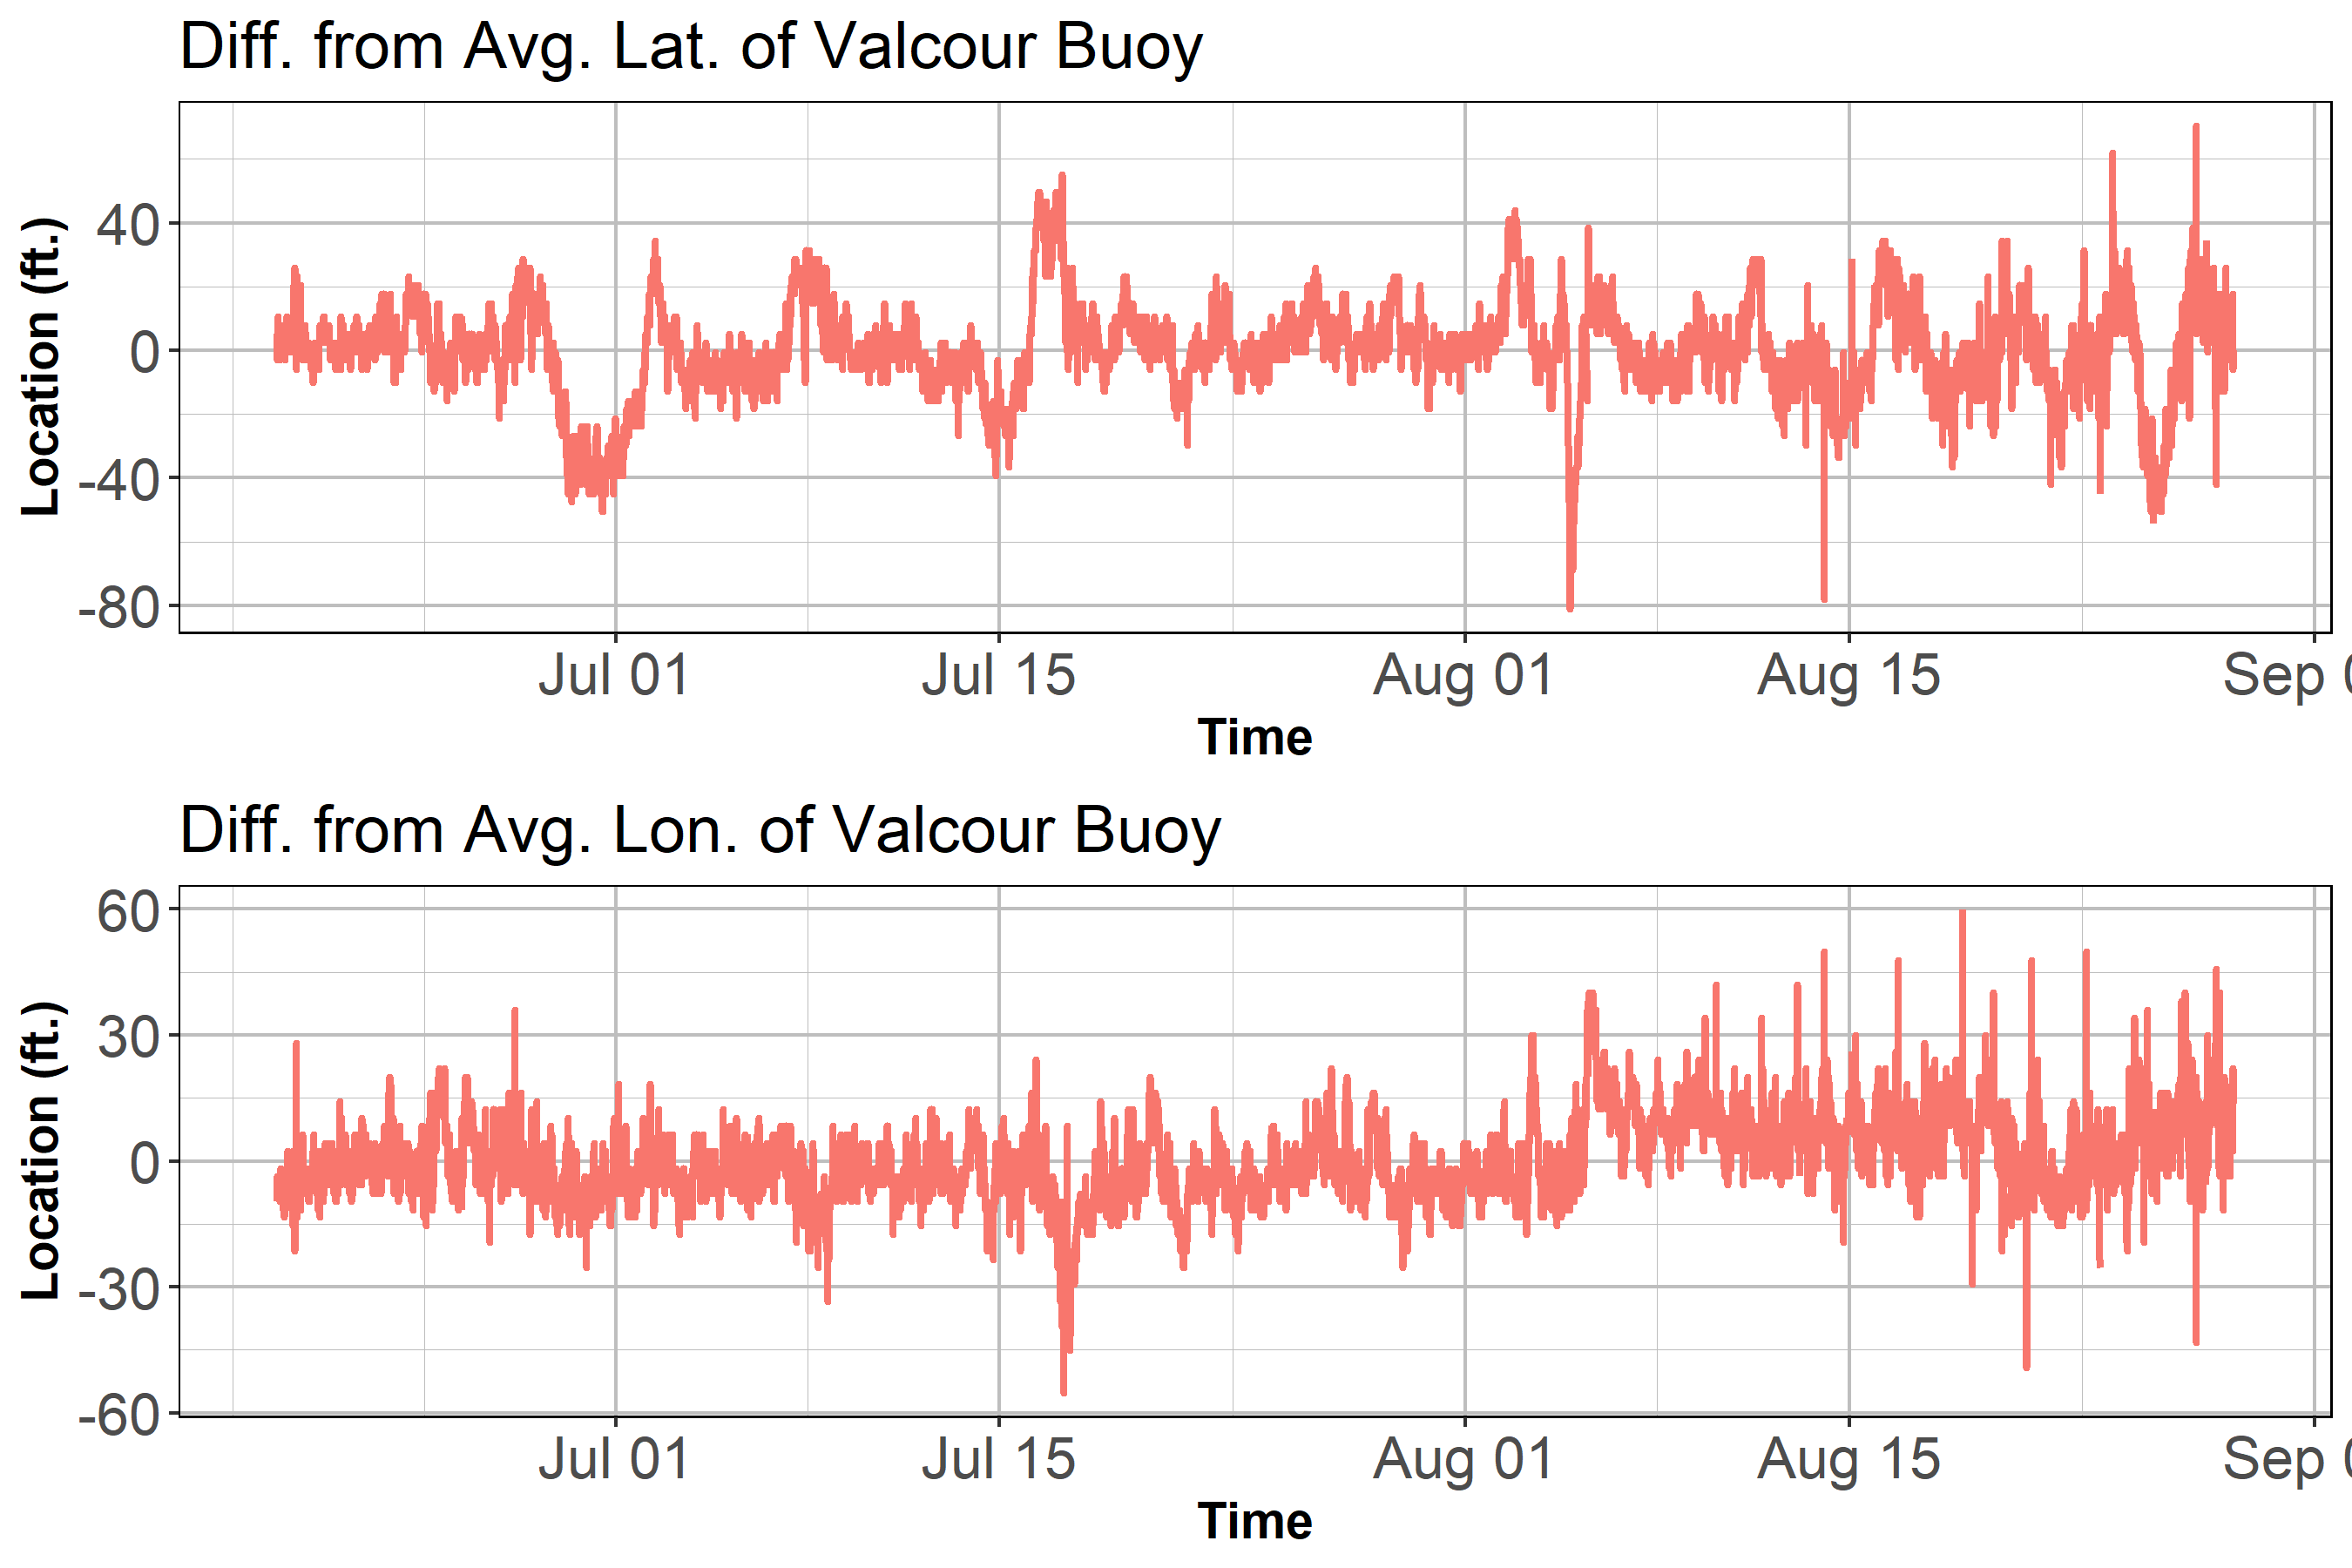 Diff. from Avg. Lat. of Valcour Buoy
Location (ft.)
40
0
-40
-80
Jul 01 Jul 15 Aug 01 Aug 15 Sep 0
Time
Diff. from Avg. Lon. of Valcour Buoy
Location (ft.)
60
30
0
-30
-60
Jul 01 Jul 15 Aug 01 Aug 15 Sep 0
Time